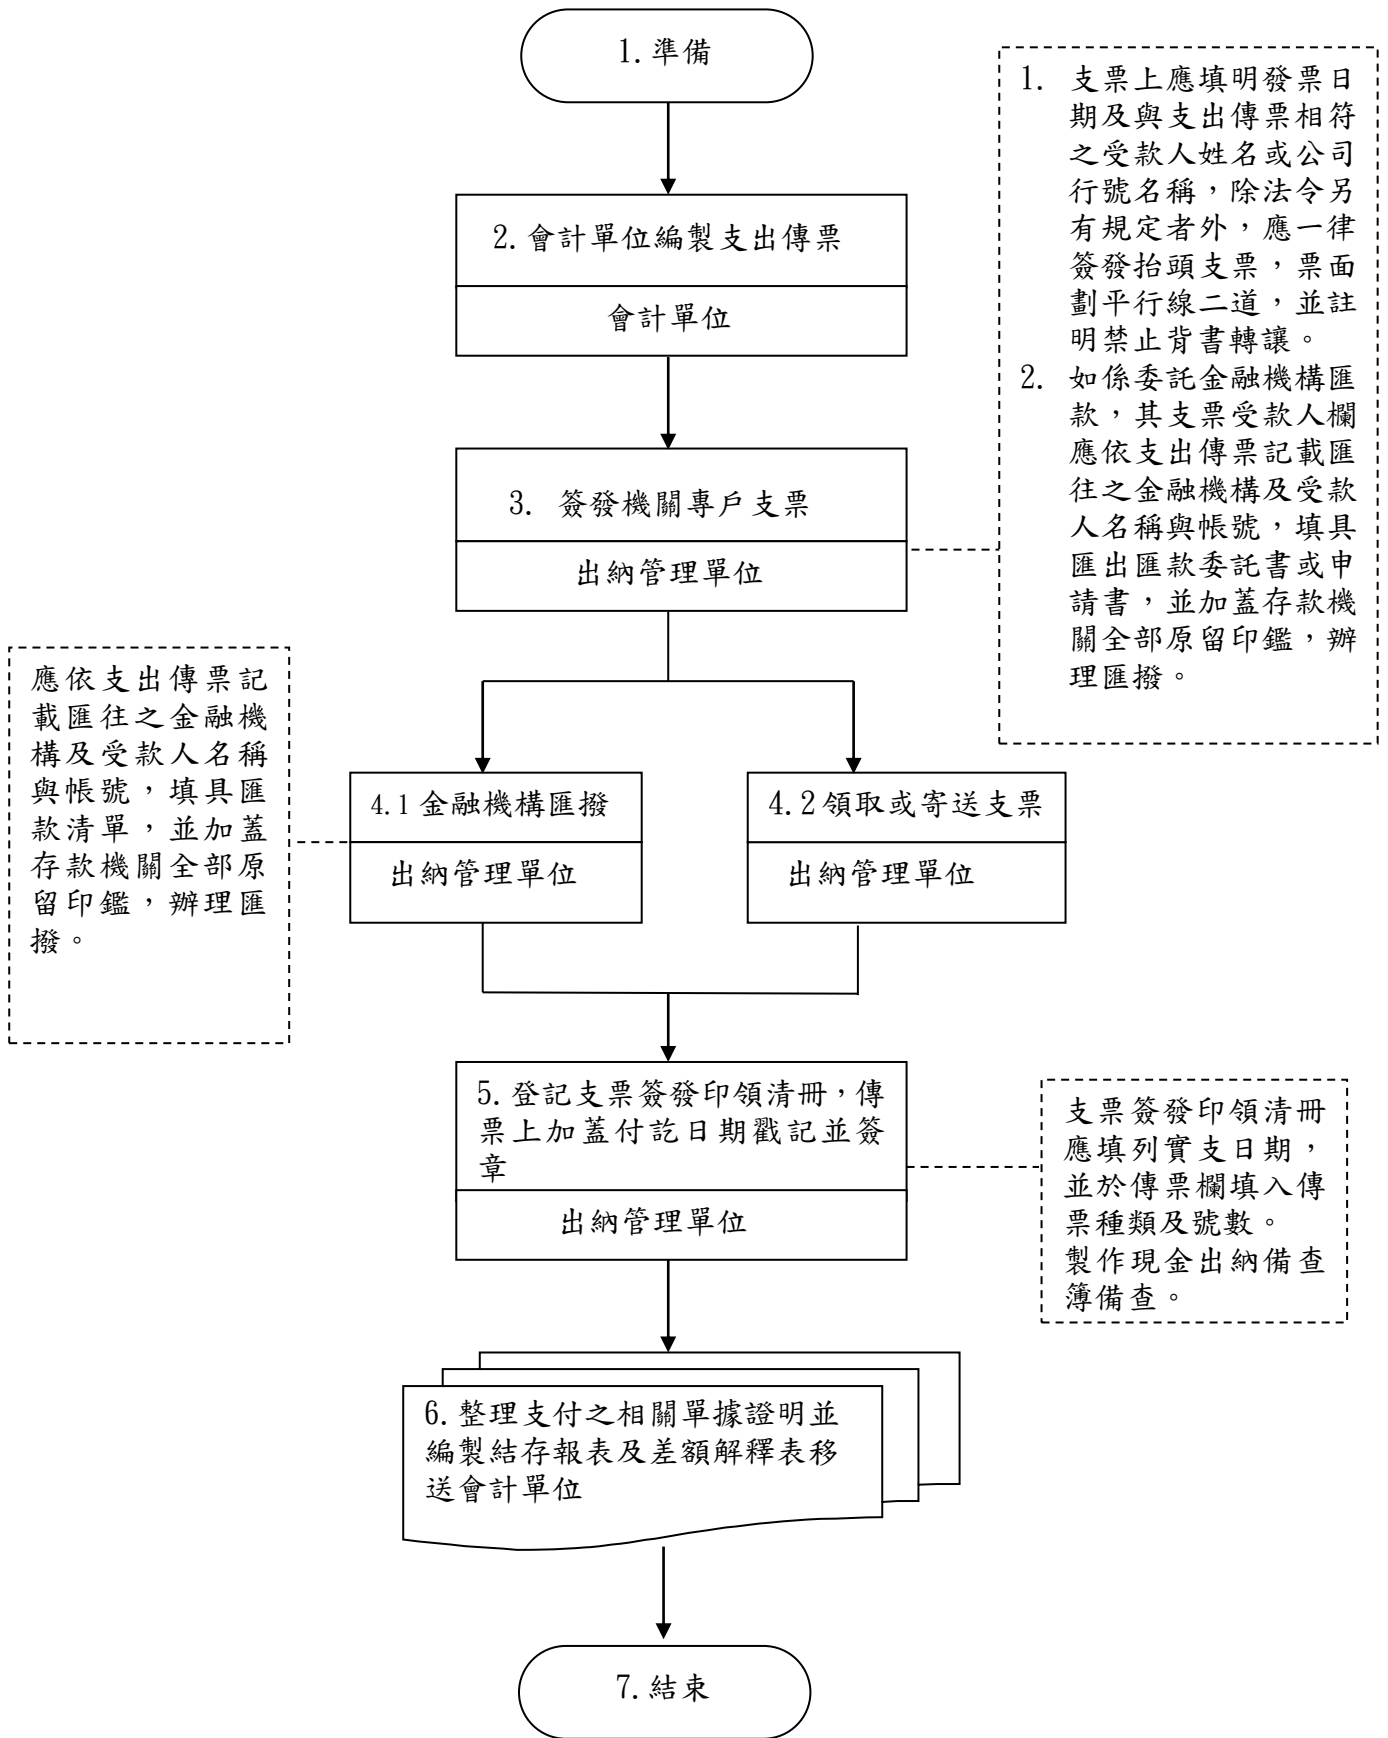 1.準備
1. 支票上應填明發票日
期及與支出傳票相符
之受款人姓名或公司
行號名稱，除法令另
有規定者外，應一律
簽發抬頭支票，票面
劃平行線二道，並註
明禁止背書轉讓。
2. 如係委託金融機構匯
款，其支票受款人欄
應依支出傳票記載匯
往之金融機構及受款
人名稱與帳號，填具
匯出匯款委託書或申
請書，並加蓋存款機
關全部原留印鑑，辦
理匯撥。
2.會計單位編製支出傳票
會計單位
3. 簽發機關專戶支票
出納管理單位
應依支出傳票記
載匯往之金融機
構及受款人名稱
與帳號，填具匯
款清單，並加蓋
存款機關全部原
留印鑑，辦理匯
撥。
4.1 金融機構匯撥
出納管理單位
4.2領取或寄送支票
出納管理單位
5.登記支票簽發印領清冊，傳
票上加蓋付訖日期戳記並簽
章
出納管理單位
支票簽發印領清冊
應填列實支日期，
並於傳票欄填入傳
票種類及號數。
製作現金出納備查
簿備查。
6.整理支付之相關單據證明並
編製結存報表及差額解釋表移
送會計單位
7.結束